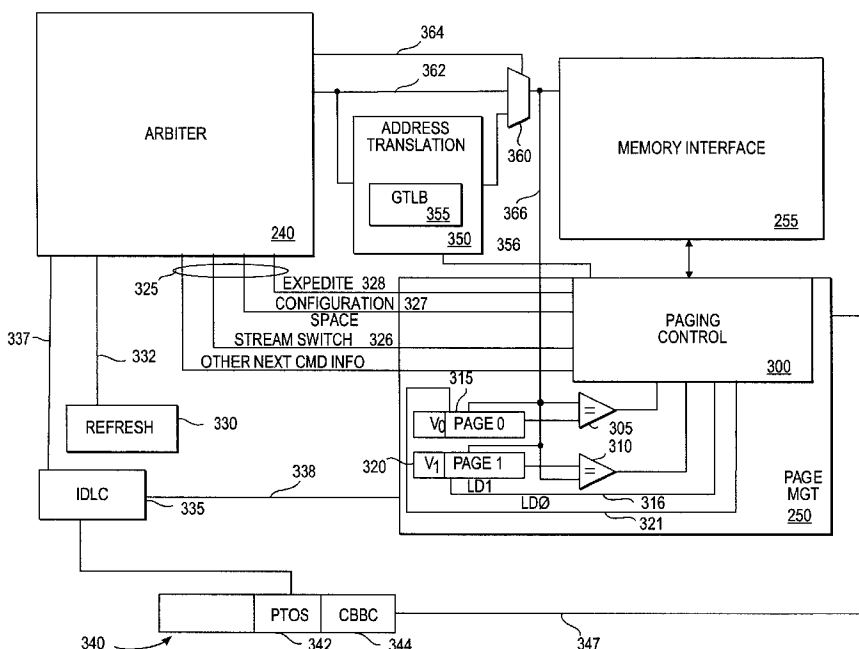 364
362
ARBITER
240
ADDRESS
TRANSLATION
GTLB
355
350
360
366
356
MEMORY INTERFACE
255
325
EXPEDITE 328
CONFIGURATION 327
SPACE
STREAM SWITCH 326
OTHER NEXT CMD INFO
PAGING
CONTROL
300
337
332
REFRESH
330
315
V0 PAGE 0
305
320
V1 PAGE 1
310
LD1
316
LDØ
321
PAGE
MGT
250
IDLC
335
338
PTOS
CBBC
340
342
344
347